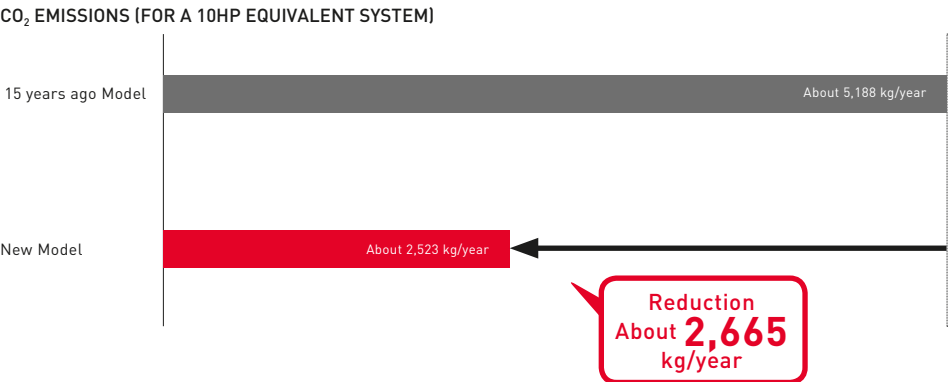 CO₂ EMISSIONS (FOR A 10HP EQUIVALENT SYSTEM)
15 years ago Model
About 5,188 kg/year
New Model
About 2,523 kg/year
Reduction
About 2,665
kg/year